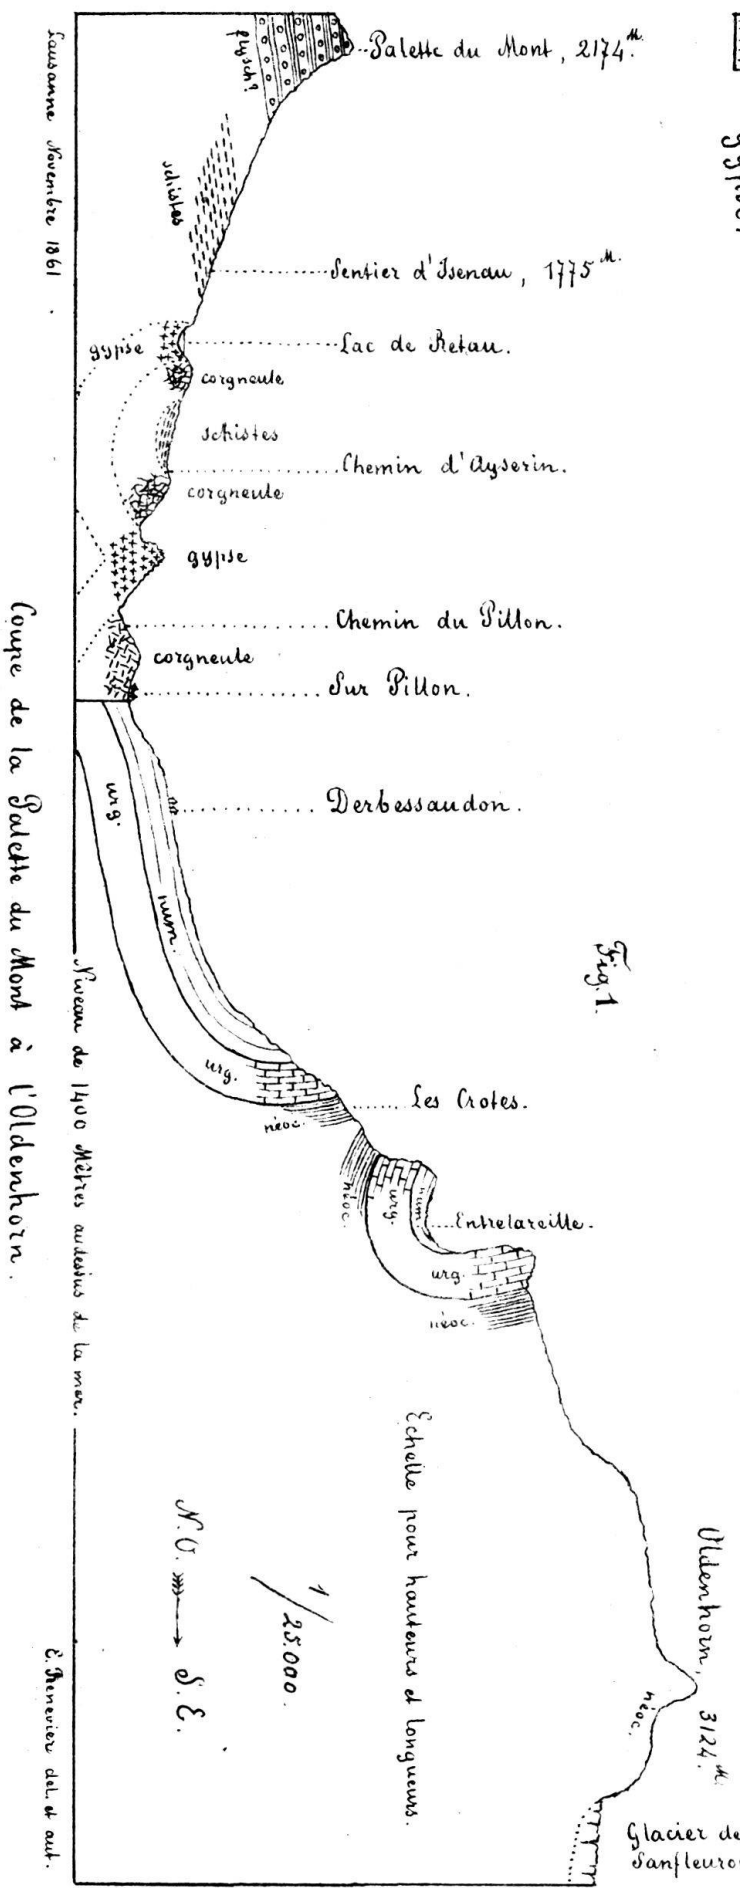 Palette du Mont, 2174 M.
flysch?
schistes
Sentier d'Isenau, 1775 M.
gypse
Lac de Retau.
corgneule
schistes
Chemin d'Ayserin.
corgneule
gypse
Chemin du Pillon.
corgneule
Sur Pillon.
Derbessaudon.
urg.
num.
urg.
Les Crotes.
néoc.
néoc.
urg.
num.
Entrelareille.
urg.
néoc.
Oldenhorn, 3124 M.
néoc.
Glacier de
Sanfleuro
Fig. 1.
Echelle pour hauteurs et longueurs.
1/25.000.
N.O. S.E.
Lausanne Novembre 1861.
Niveau de 1400 Mètres audessus de la mer.
E. Renevier del. et aut.
Coupe de la Palette du Mont à l'Oldenhorn.